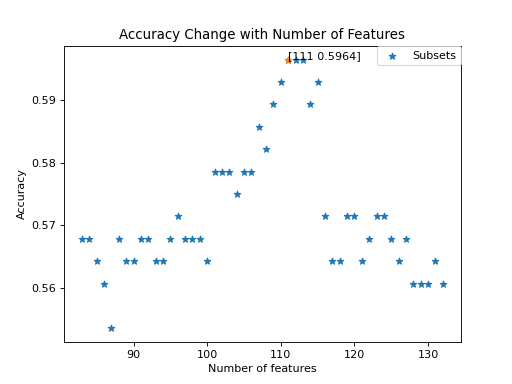 Accuracy Change with Number of Features
[111 0.5964]
Subsets
0.59
0.58
0.57
0.56
Accuracy
90 100 110 120 130
Number of features